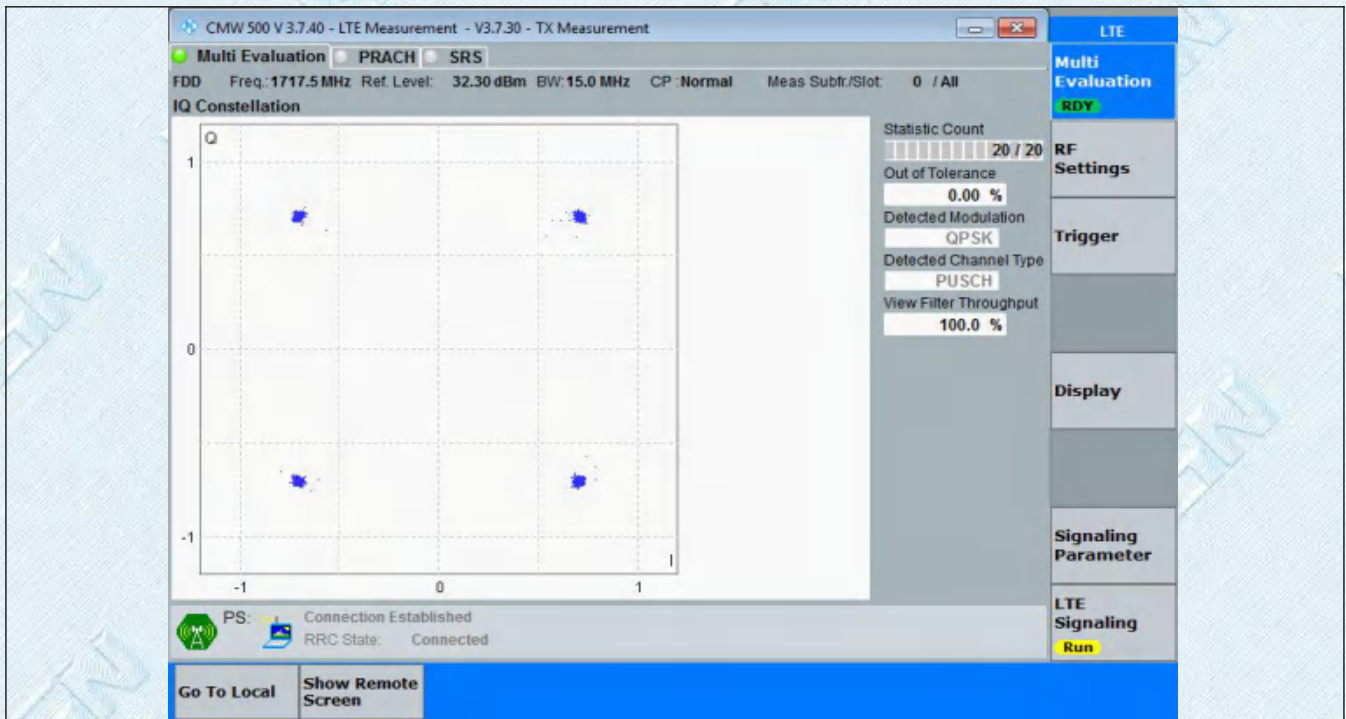 CMW 500 V 3.7.40 - LTE Measurement - V3.7.30 - TX Measurement
LTE
Multi Evaluation PRACH SRS
FDD Freq.: 1717.5 MHz Ref. Level: 32.30 dBm BW: 15.0 MHz CP : Normal Meas Subfr./Slot: 0 / All
IQ Constellation
Q
1
0
-1
I
-1 0 1
Statistic Count
20 / 20
Out of Tolerance
0.00 %
Detected Modulation
QPSK
Detected Channel Type
PUSCH
View Filter Throughput
100.0 %
Multi
Evaluation
RDY
RF
Settings
Trigger
Display
Signaling
Parameter
LTE
Signaling
Run
PS:
Connection Established
RRC State: Connected
Go To Local
Show Remote
Screen